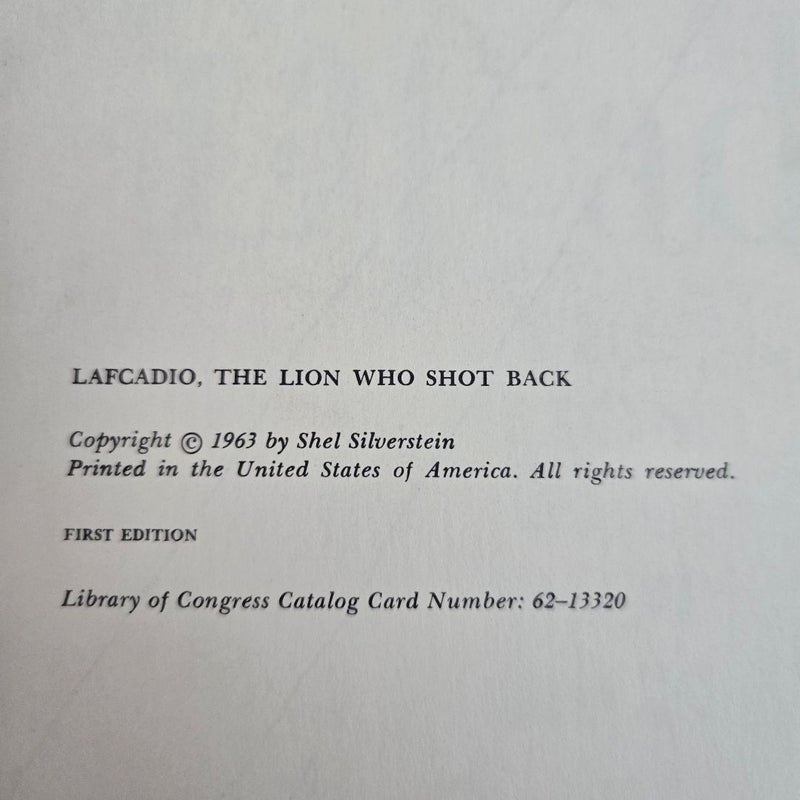 LAFCADIO, THE LION WHO SHOT BACK
Copyright © 1963 by Shel Silverstein
Printed in the United States of America. All rights reserved.
FIRST EDITION
Library of Congress Catalog Card Number: 62–13320